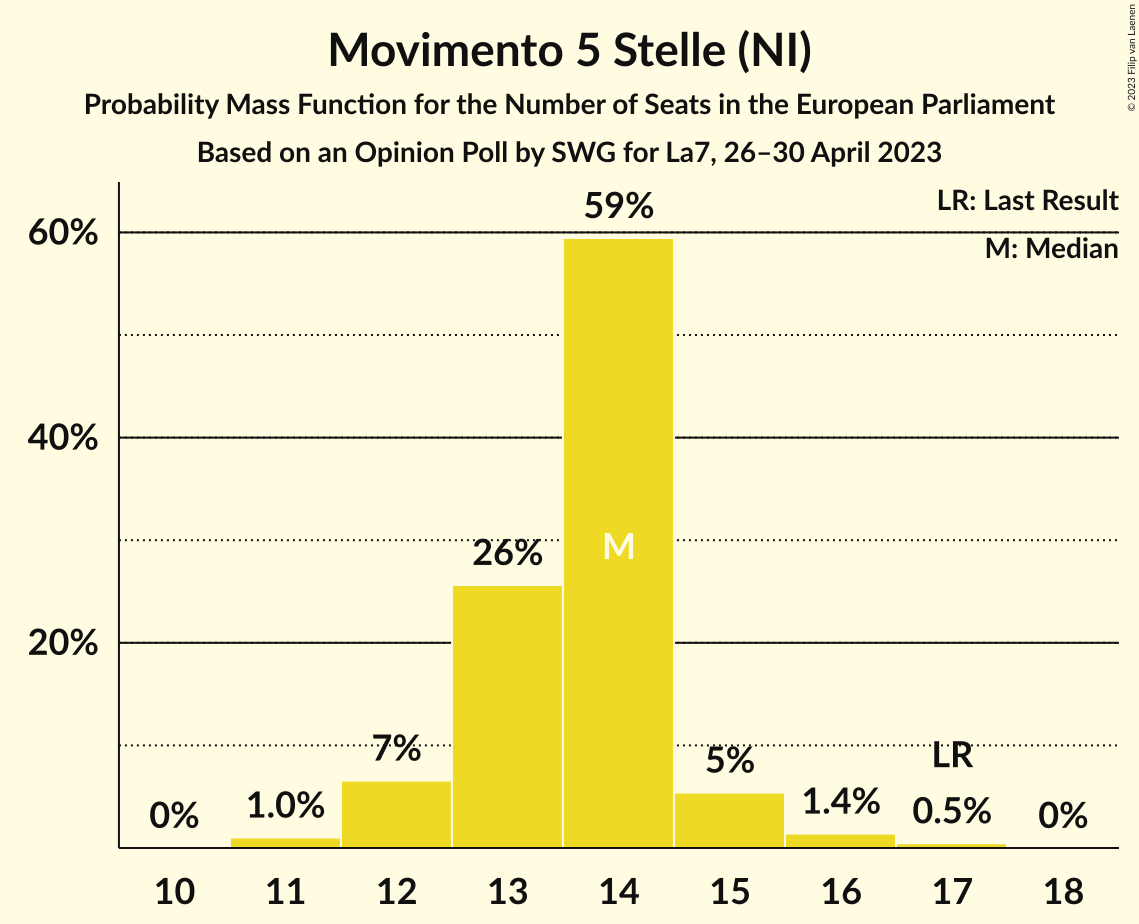 Movimento 5 Stelle (NI)
Probability Mass Function for the Number of Seats in the European Parliament
Based on an Opinion Poll by SWG for La7, 26–30 April 2023
© 2023 Filip van Laenen
LR: Last Result
M: Median
60%
40%
20%
0%
1.0%
7%
26%
59%
M
5%
1.4%
LR
0.5%
0%
10 11 12 13 14 15 16 17 18